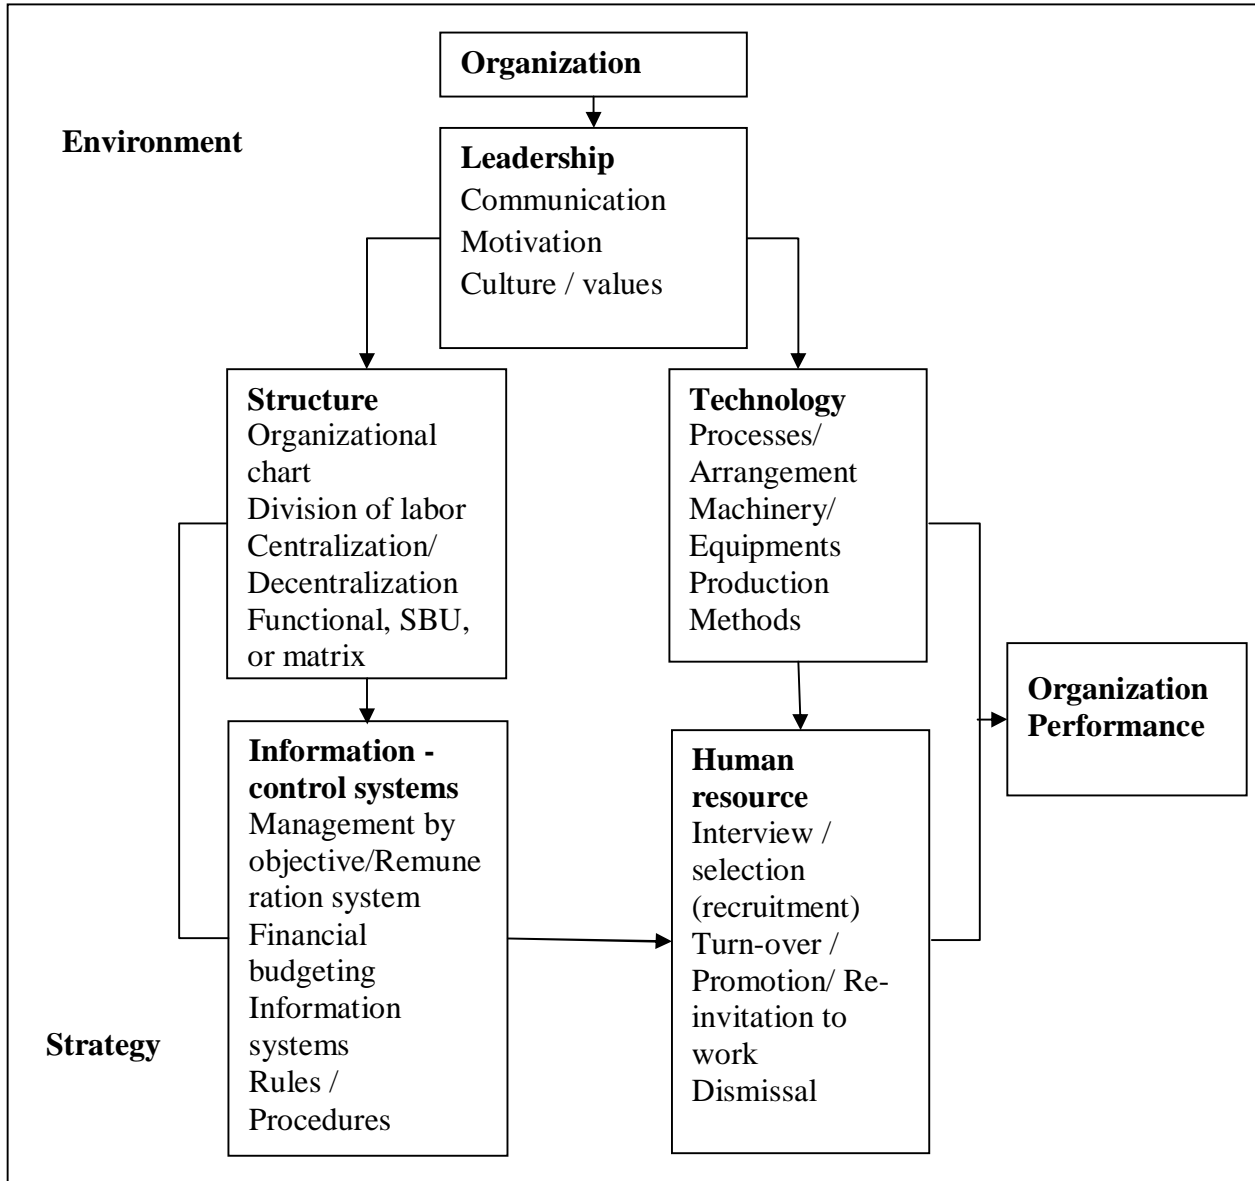 Organization
Environment
Leadership
Communication
Motivation
Culture / values
Structure
Organizational
chart
Division of labor
Centralization/
Decentralization
Functional, SBU,
or matrix
Technology
Processes/
Arrangement
Machinery/
Equipments
Production
Methods
Organization
Performance
Information -
control systems
Management by
objective/Remune
ration system
Financial
budgeting
Information
systems
Rules /
Procedures
Human
resource
Interview /
selection
(recruitment)
Turn-over /
Promotion/ Re-
invitation to
work
Dismissal
Strategy